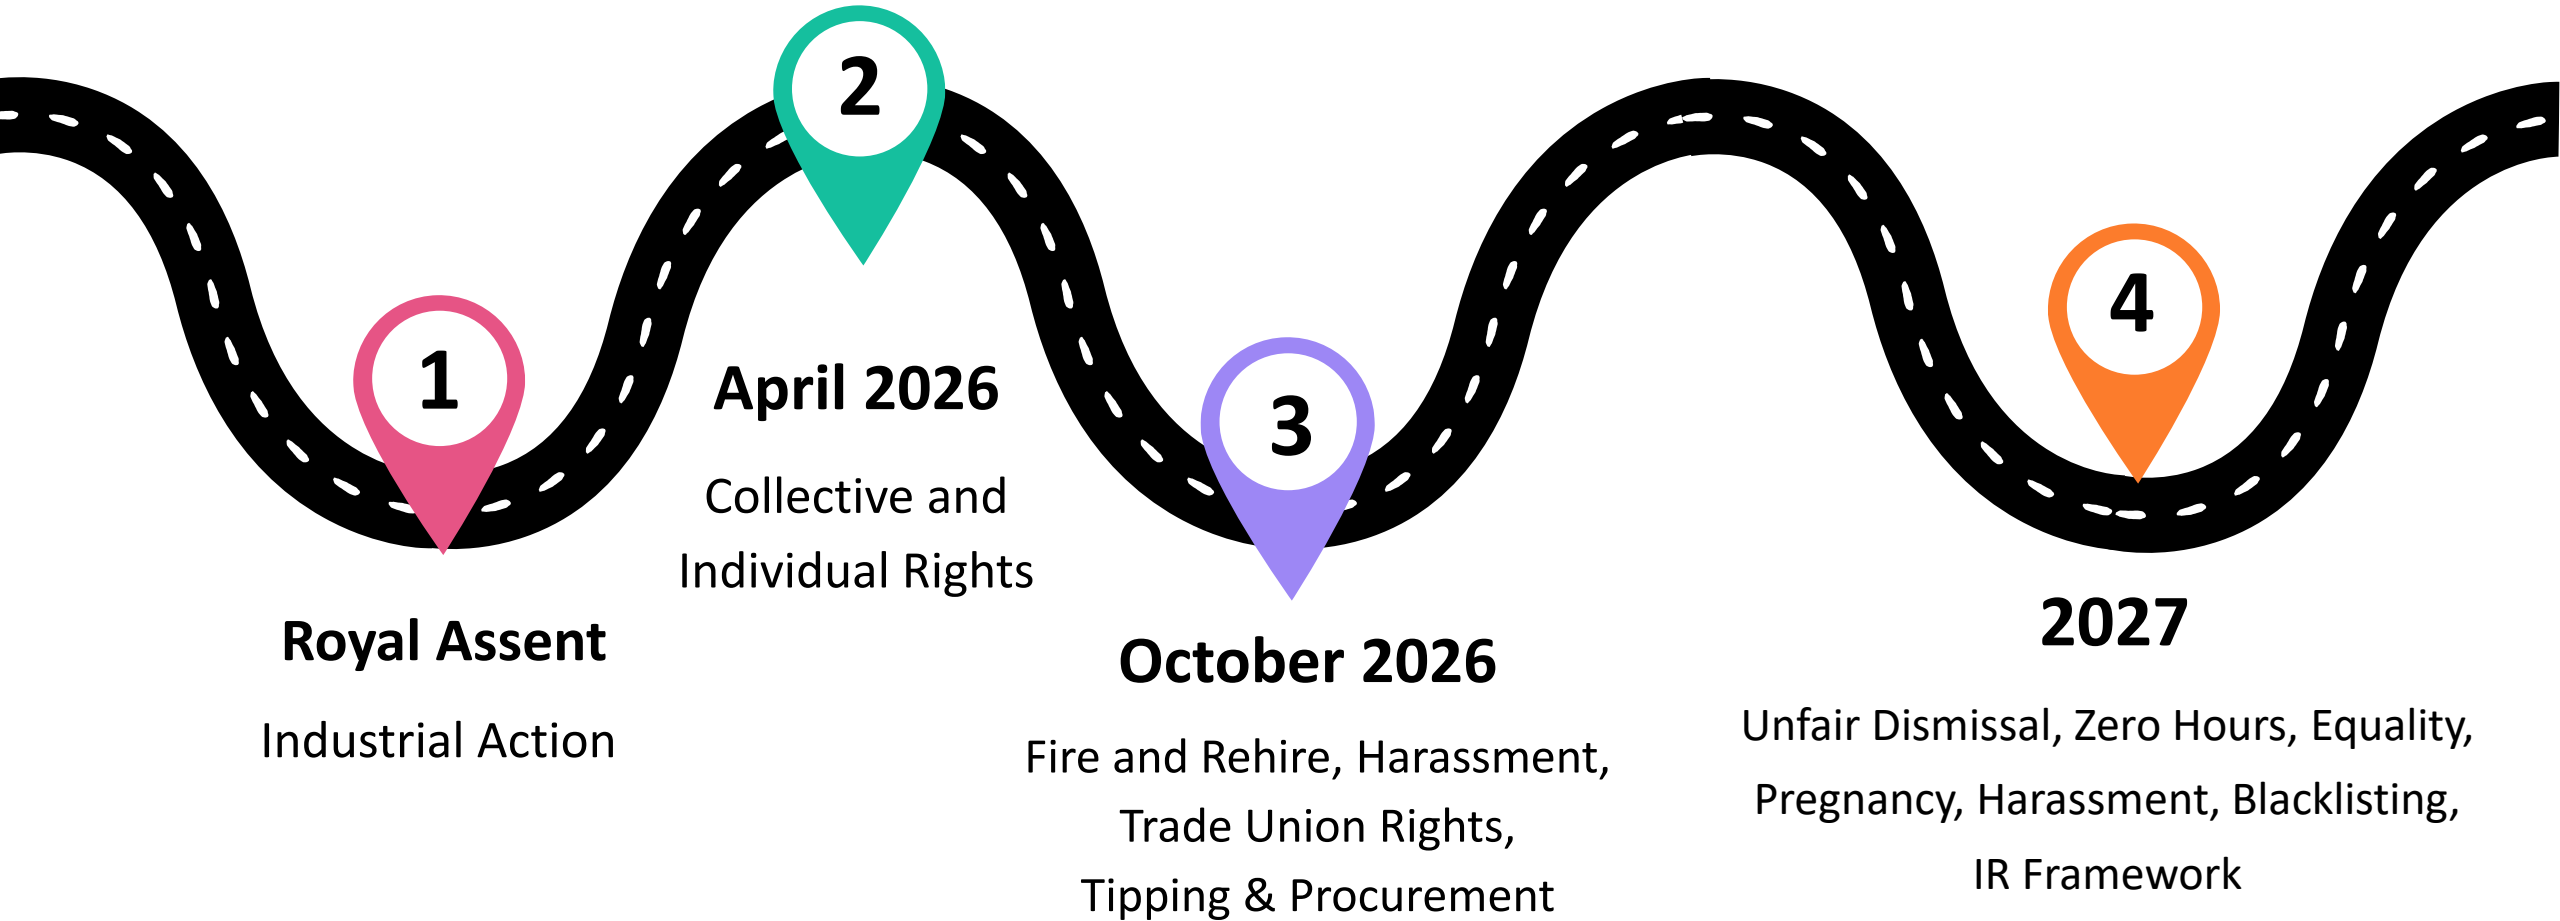 1
Royal Assent
Industrial Action
2
April 2026
Collective and
Individual Rights
3
October 2026
Fire and Rehire, Harassment,
Trade Union Rights,
Tipping & Procurement
4
2027
Unfair Dismissal, Zero Hours, Equality,
Pregnancy, Harassment, Blacklisting,
IR Framework